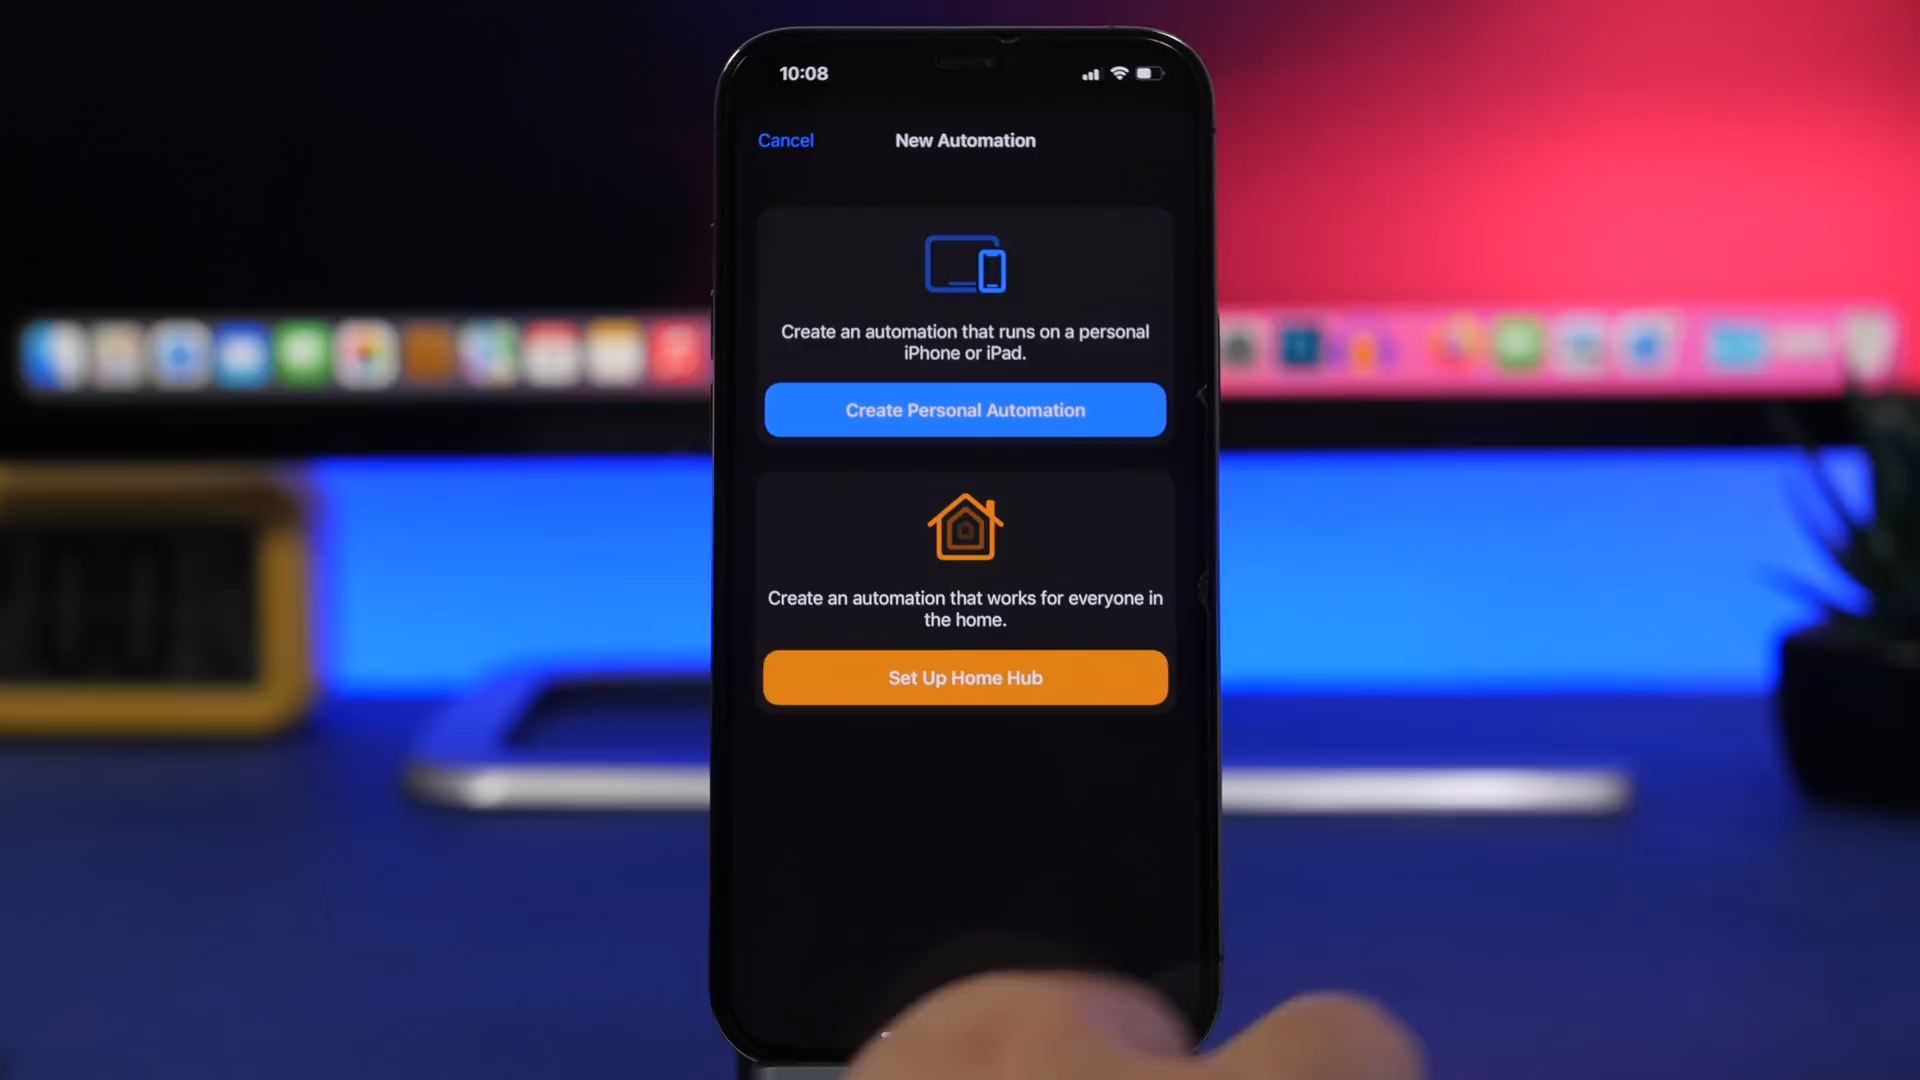 10:08
Cancel
New Automation
Create an automation that runs on a personal
iPhone or iPad.
Create Personal Automation
Create an automation that works for everyone in
the home.
Set Up Home Hub